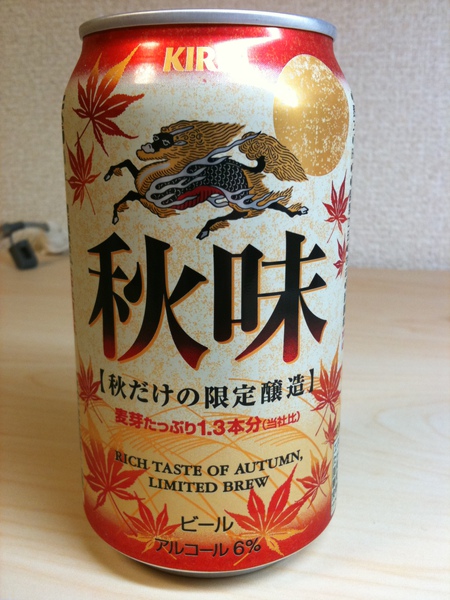 KIRIN
秋味
【秋だけの限定醸造】
麦芽たっぷり1.3本分(当社比)
RICH TASTE OF AUTUMN,
LIMITED BREW
ビール
アルコール6%